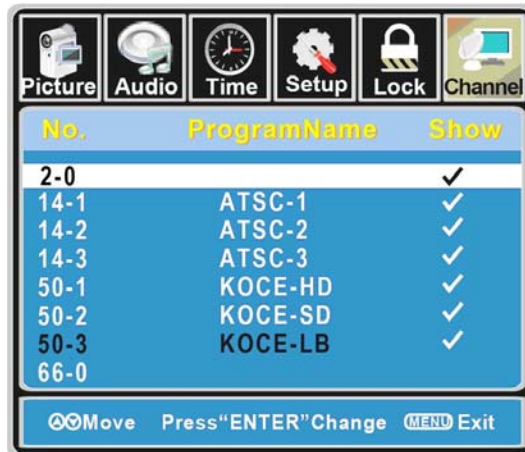 Picture Audio Time Setup Lock Channel
No. ProgramName Show
2-0
14-1 ATSC-1
14-2 ATSC-2
14-3 ATSC-3
50-1 KOCE-HD
50-2 KOCE-SD
50-3 KOCE-LB
66-0
Move Press“ENTER”Change MENU Exit